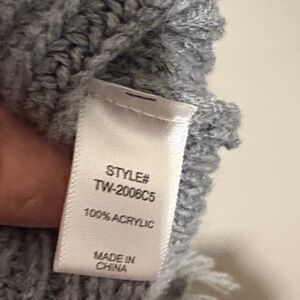 STYLE#
TW-2006C5
100% ACRYLIC
MADE IN
CHINA